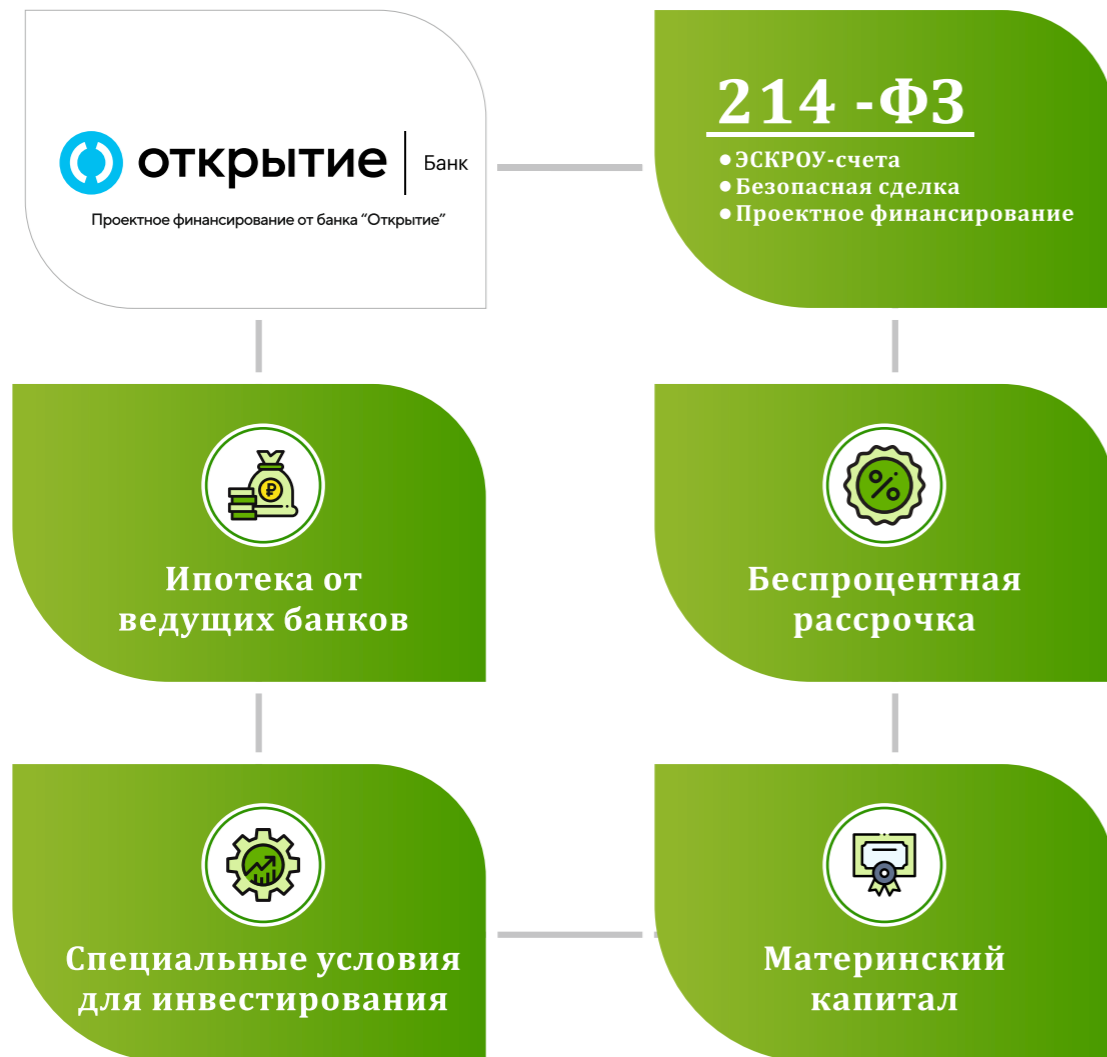 открытие
Банк
Проектное финансирование от банка “Открытие”
214 -ФЗ
●ЭСКРОУ-счета
●Безопасная сделка
●Проектное финансирование
Ипотека от
ведущих банков
Беспроцентная
рассрочка
Специальные условия
для инвестирования
Материнский
капитал